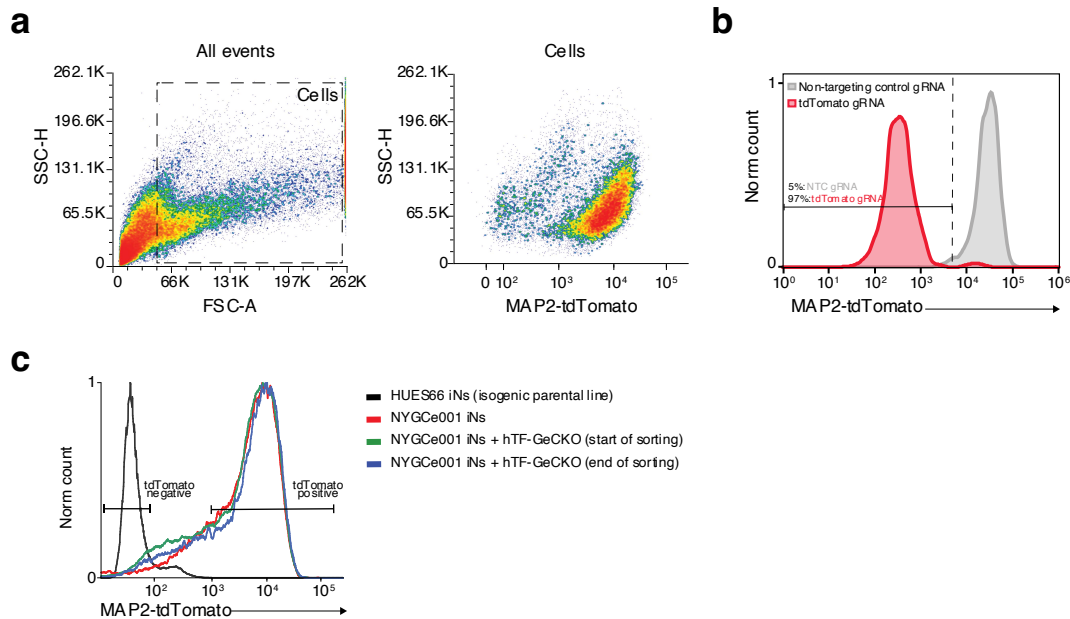 a
All events
262.1K
196.6K
131.1K
65.5K
0
SSC-H
Cells
0 66K 131K 197K 262K
FSC-A
Cells
262.1K
196.6K
131.1K
65.5K
0
SSC-H
0 10² 10³ 10⁴ 10⁵
MAP2-tdTomato
b
1
0
Norm count
Non-targeting control gRNA
tdTomato gRNA
5%:NTC gRNA
97%:tdTomato gRNA
10⁰ 10¹ 10² 10³ 10⁴ 10⁵ 10⁶
MAP2-tdTomato
c
1
0
Norm count
tdTomato
negative
tdTomato
positive
10² 10³ 10⁴ 10⁵
MAP2-tdTomato
HUES66 iNs (isogenic parental line)
NYGCe001 iNs
NYGCe001 iNs + hTF-GeCKO (start of sorting)
NYGCe001 iNs + hTF-GeCKO (end of sorting)